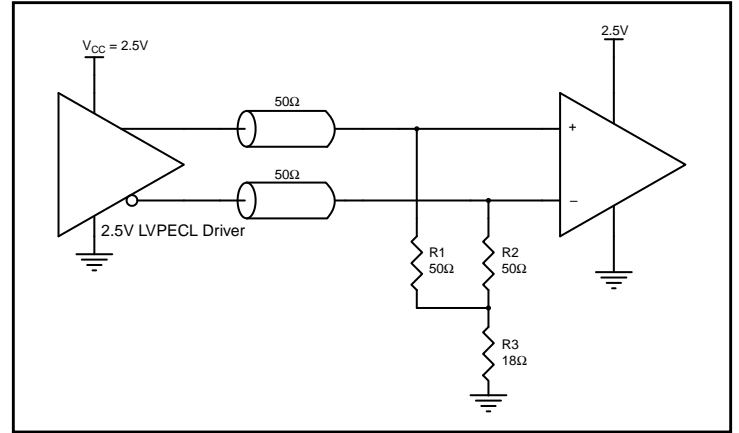 2.5V
V_CC = 2.5V
50Ω
+
50Ω
–
2.5V LVPECL Driver
R1
50Ω
R2
50Ω
R3
18Ω